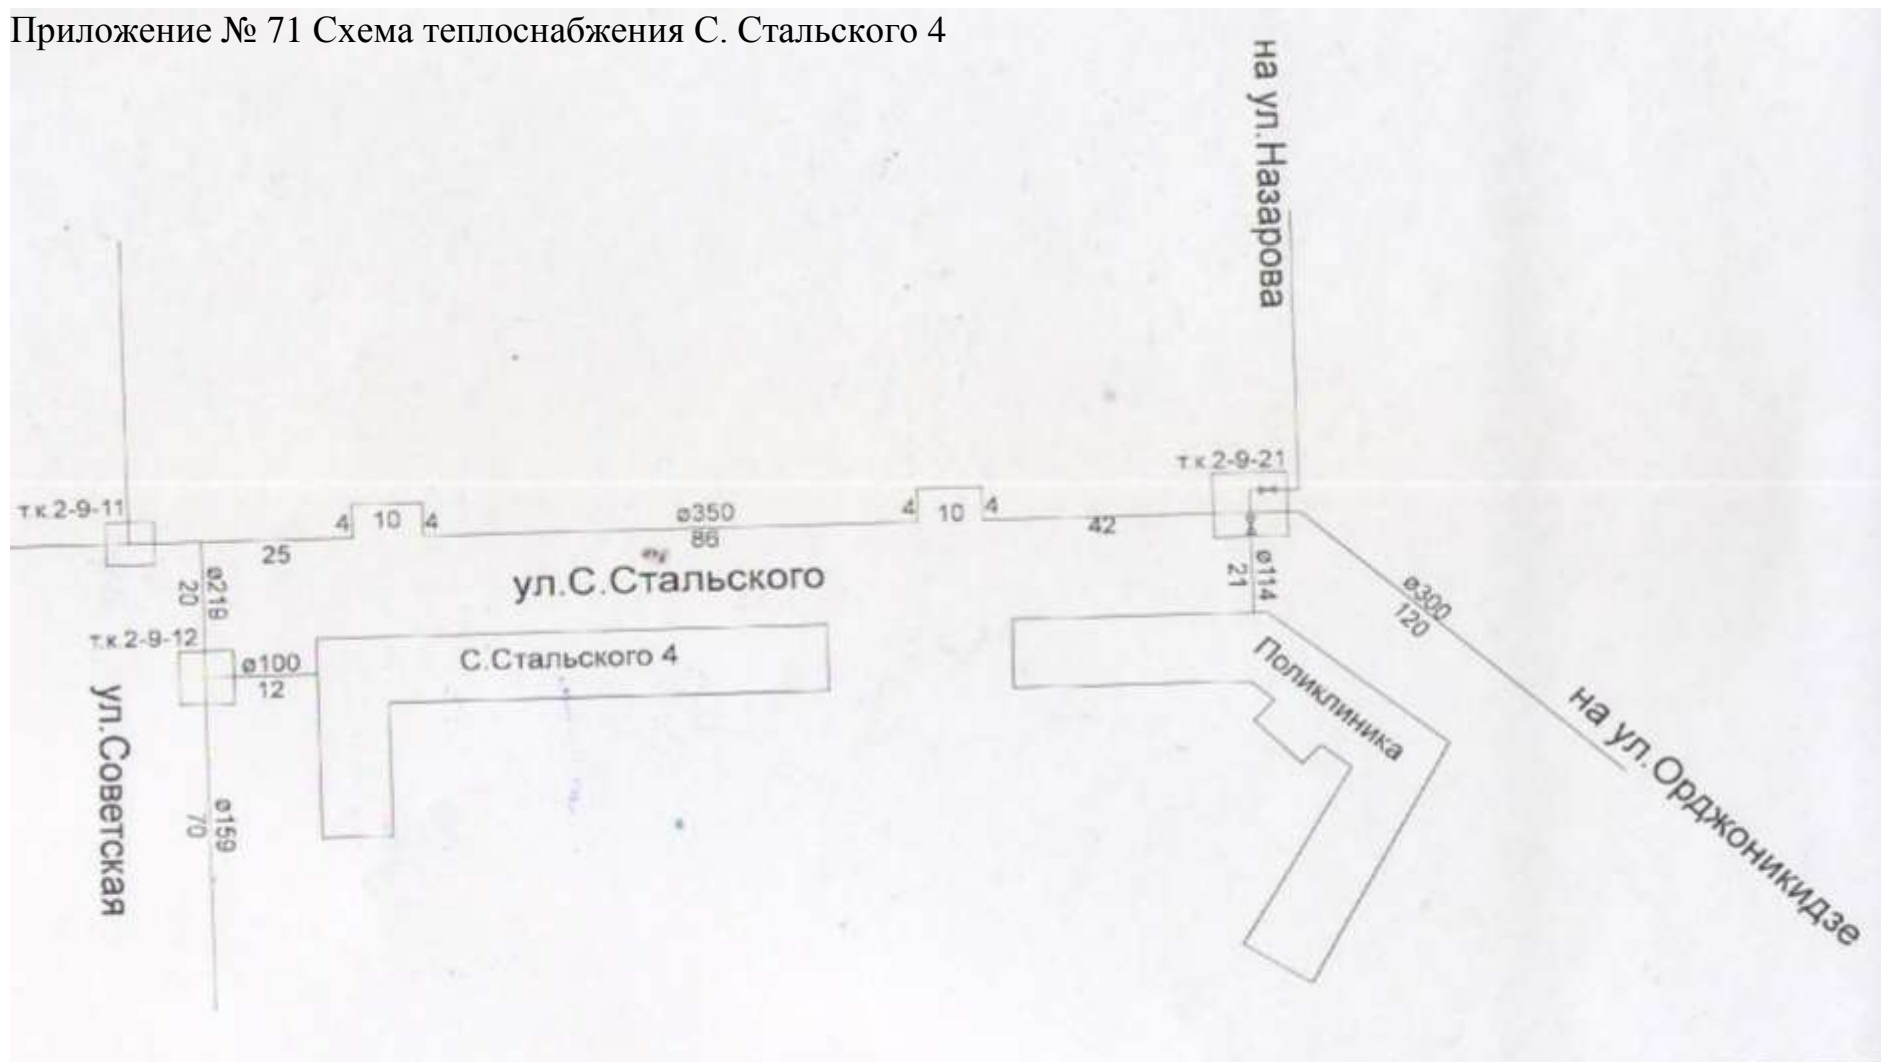 Приложение № 71 Схема теплоснабжения С. Стальского 4
на ул.Назарова
т.к 2-9-21
1
т.к.2-9-11
4
10
4
ø350
86
4
10
4
42
25
ул.С.Стальского
ø219
20
ø114
21
ø300
120
т.к.2-9-12
ø100
12
С.Стальского 4
Поликлиника
на ул.Орджоникидзе
ул.Советская
ø159
70